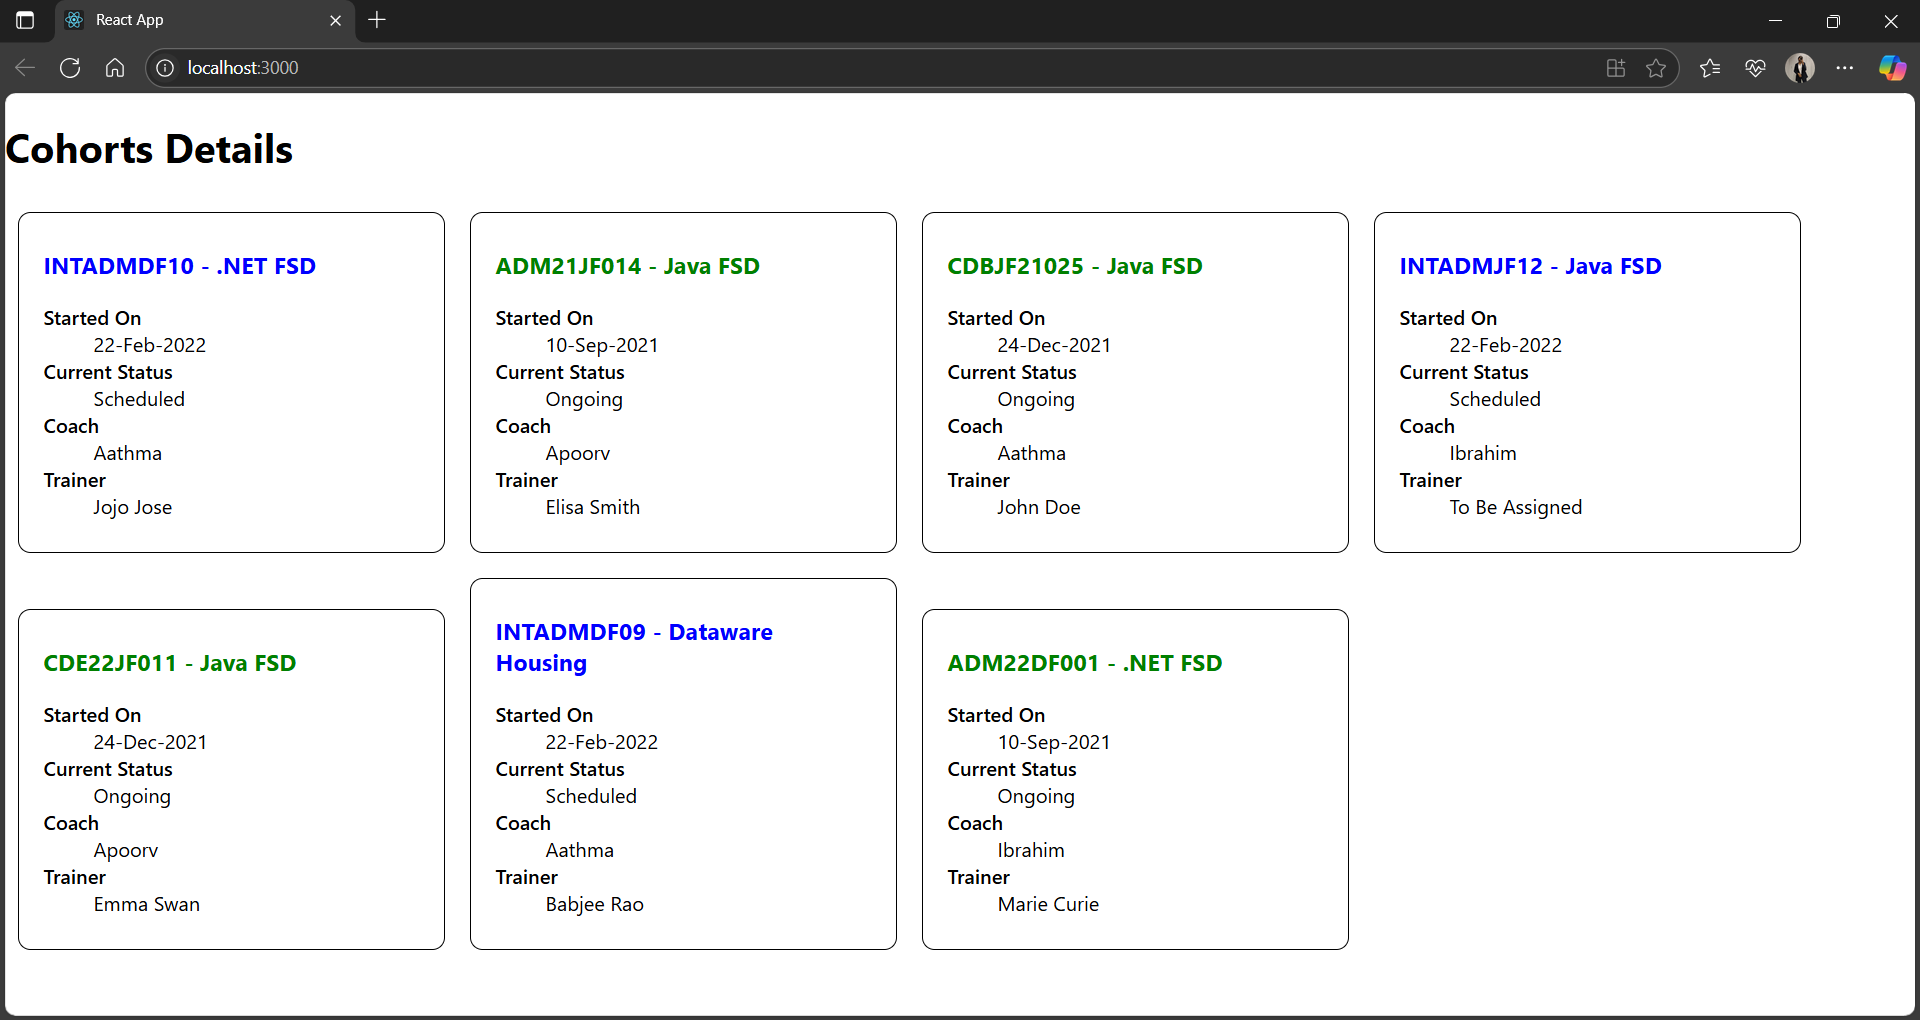 React App
localhost:3000
Cohorts Details
INTADMDF10 - .NET FSD
Started On
22-Feb-2022
Current Status
Scheduled
Coach
Aathma
Trainer
Jojo Jose
ADM21JF014 - Java FSD
Started On
10-Sep-2021
Current Status
Ongoing
Coach
Apoorv
Trainer
Elisa Smith
CDBJF21025 - Java FSD
Started On
24-Dec-2021
Current Status
Ongoing
Coach
Aathma
Trainer
John Doe
INTADMJF12 - Java FSD
Started On
22-Feb-2022
Current Status
Scheduled
Coach
Ibrahim
Trainer
To Be Assigned
CDE22JF011 - Java FSD
Started On
24-Dec-2021
Current Status
Ongoing
Coach
Apoorv
Trainer
Emma Swan
INTADMDF09 - Dataware
Housing
Started On
22-Feb-2022
Current Status
Scheduled
Coach
Aathma
Trainer
Babjee Rao
ADM22DF001 - .NET FSD
Started On
10-Sep-2021
Current Status
Ongoing
Coach
Ibrahim
Trainer
Marie Curie